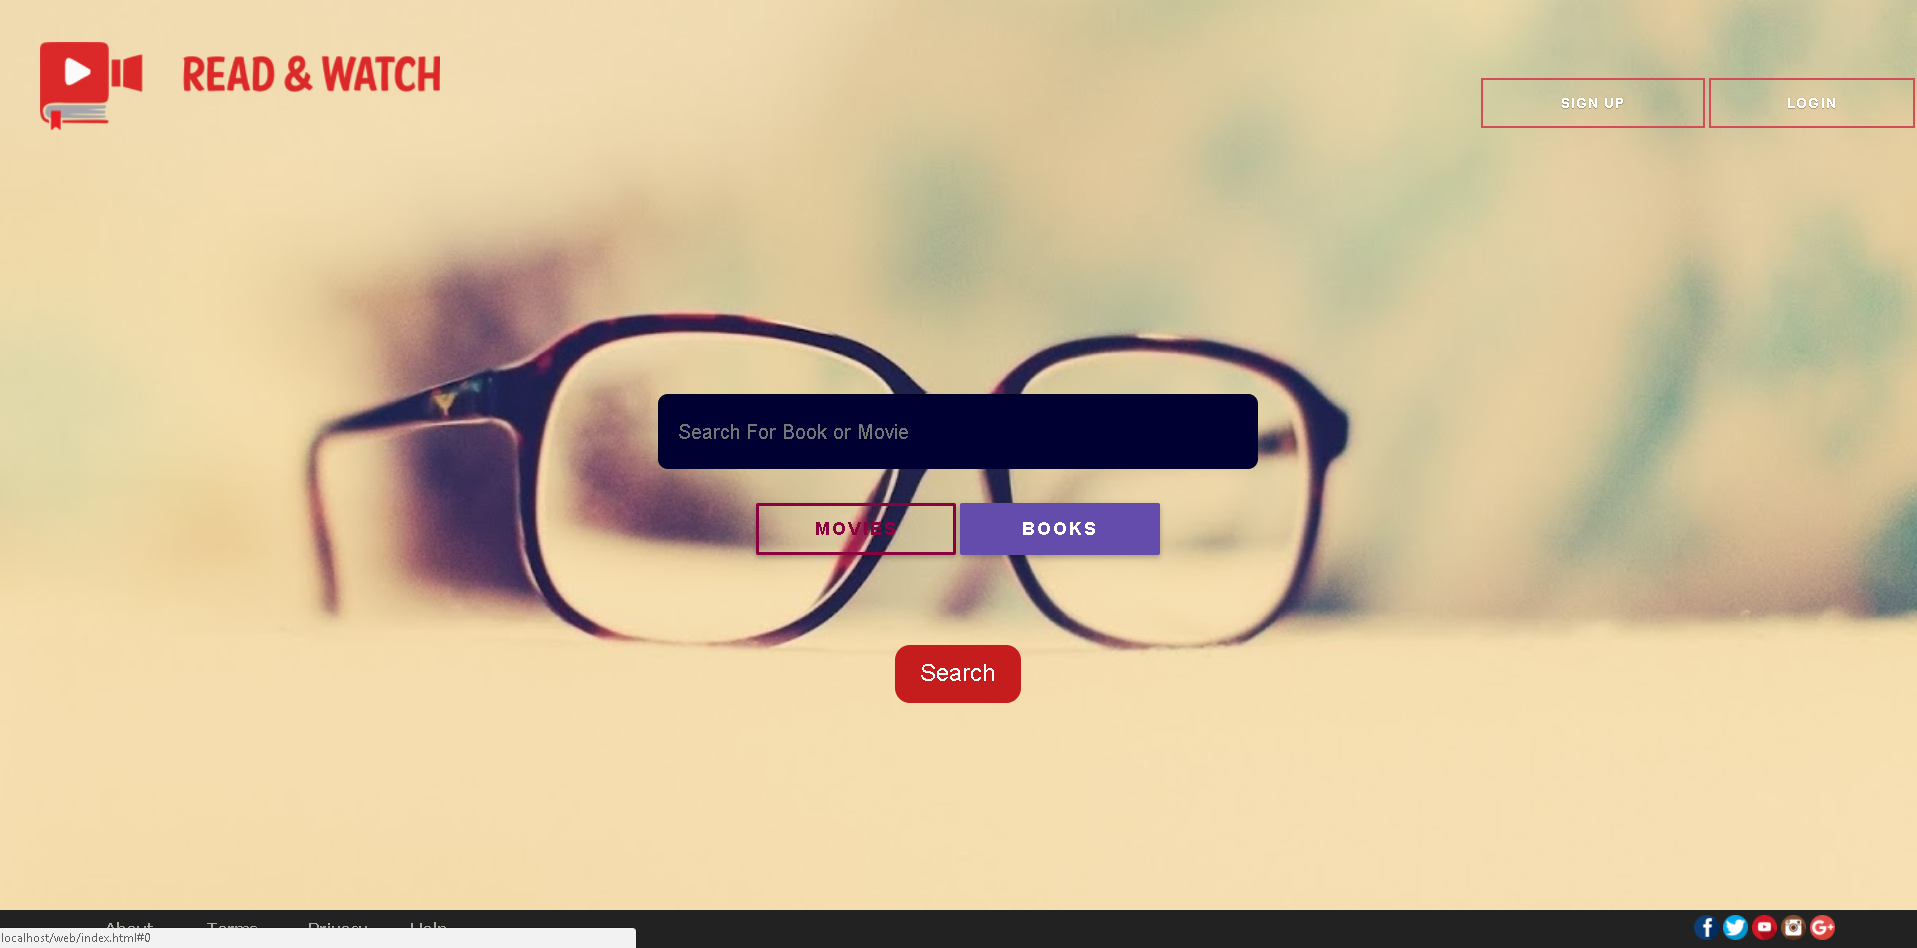 READ & WATCH
SIGN UP
LOGIN
Search For Book or Movie
MOVIES
BOOKS
Search
About Terms Privacy Help
localhost/web/index.html#0